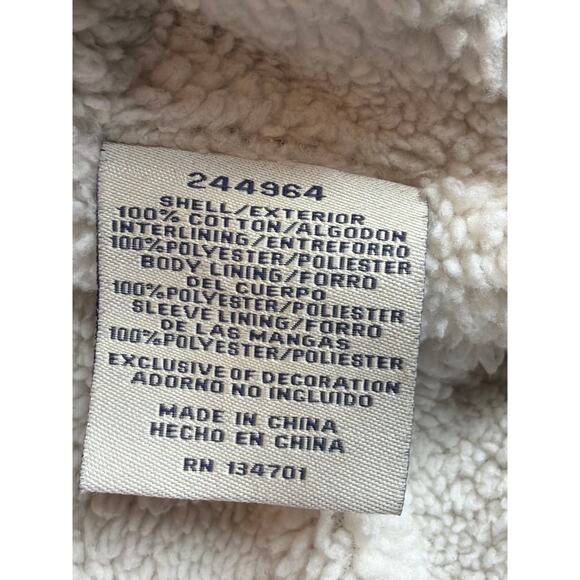 244964
SHELL/EXTERIOR
100% COTTON/ALGODON
INTERLINING/ENTREFORRO
100%POLYESTER/POLIESTER
BODY LINING/FORRO
DEL CUERPO
100%POLYESTER/POLIESTER
SLEEVE LINING/FORRO
DE LAS MANGAS
100%POLYESTER/POLIESTER
EXCLUSIVE OF DECORATION
ADORNO NO INCLUIDO
MADE IN CHINA
HECHO EN CHINA
RN 134701